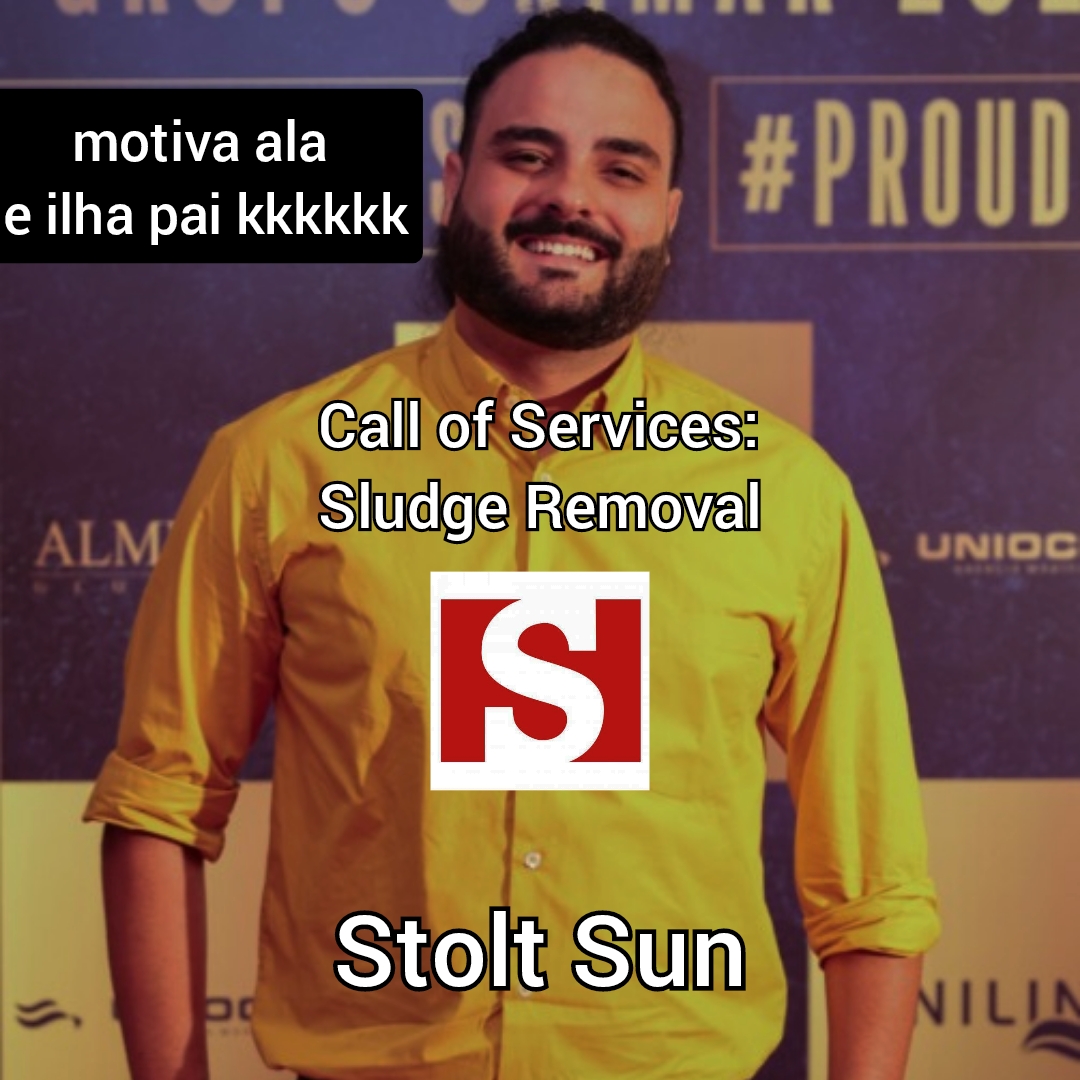 #PROUD
motiva ala
e ilha pai kkkkkk
Call of Services:
Sludge Removal
ALM
UNIOC
S
Stolt Sun
NILIN